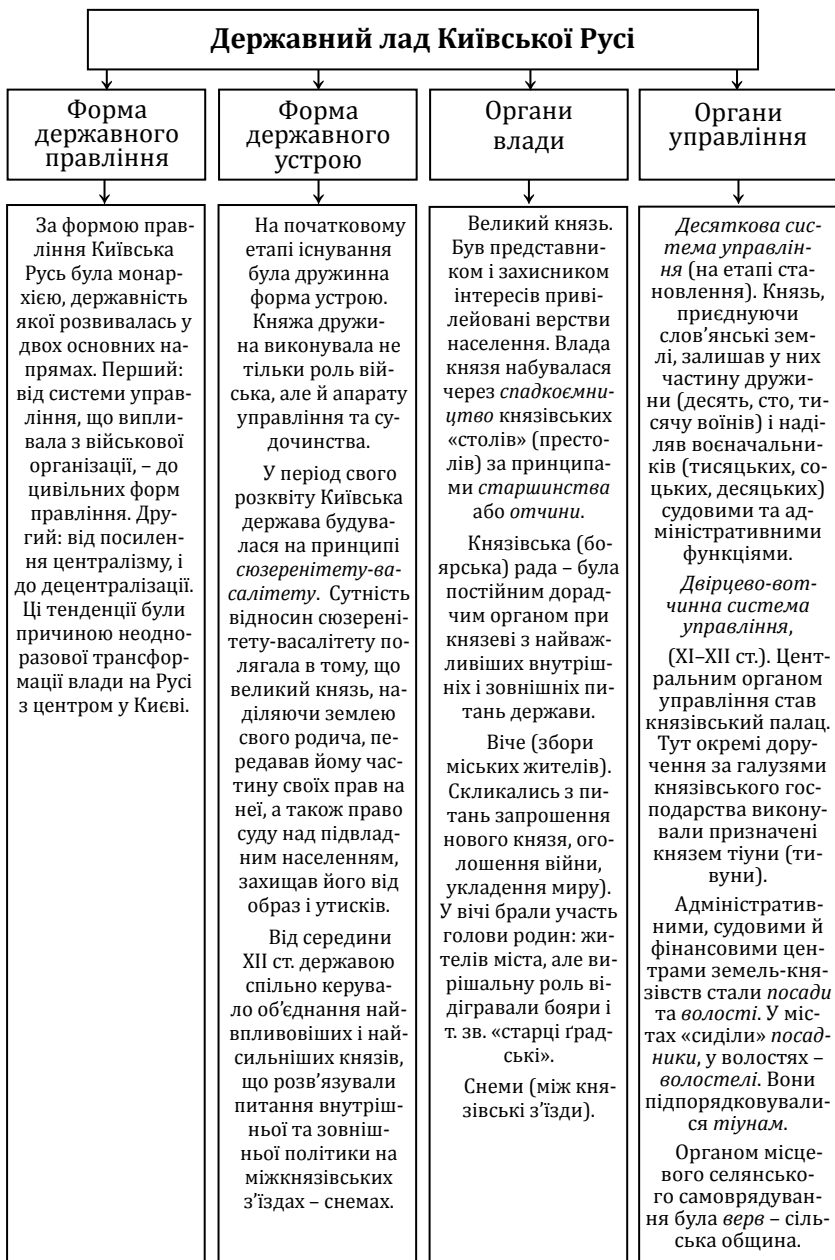 Державний лад Київської Русі
Форма
державного
правління
Форма
державного
устрою
Органи
влади
Органи
управління
За формою прав-
ління Київська
Русь була монар-
хією, державність
якої розвивалась у
двох основних на-
прямах. Перший:
від системи управ-
ління, що випли-
вала з військової
організації, – до
цивільних форм
правління. Дру-
гий: від посилен-
ня централізму, і
до децентралізації.
Ці тенденції були
причиною неодно-
разової трансфор-
мації влади на Русі
з центром у Києві.
На початковому
етапі існування
була дружинна
форма устрою.
Княжа дружи-
на виконувала не
тільки роль вій-
ська, але й апарату
управління та су-
дочинства.
У період свого
розквіту Київська
держава будува-
лася на принципі
сюзеренітету-ва-
салітету. Сутність
відносин сюзерені-
тету-васалітету по-
лягала в тому, що
великий князь, на-
діляючи землею
свого родича, пе-
редавав йому час-
тину своїх прав на
неї, а також право
суду над підвлад-
ним населенням,
захищав його від
образ і утисків.
Від середини
XII ст. державою
спільно керува-
ло об’єднання най-
впливовіших і най-
сильніших князів,
що розв’язували
питання внутріш-
ньої та зовніш-
ньої політики на
міжкнязівських
з’їздах – снемах.
Великий князь.
Був представни-
ком і захисником
інтересів приві-
лейовані верстви
населення. Влада
князя набувалася
через спадкоємни-
цтво князівських
«столів» (престо-
лів) за принципа-
ми старшинства
або отчини.
Князівська (бо-
ярська) рада – була
постійним дорад-
чим органом при
князеві з найваж-
ливіших внутріш-
ніх і зовнішніх пи-
тань держави.
Віче (збори
міських жителів).
Скликались з пи-
тань запрошення
нового князя, ого-
лошення війни,
укладення миру).
У вічі брали участь
голови родин: жи-
телів міста, але ви-
рішальну роль ві-
дігравали бояри і
т. зв. «старці ґрад-
ські».
Снеми (між кня-
зівські з’їзди).
Десяткова сис-
тема управлін-
ня (на етапі ста-
новлення). Князь,
приєднуючи
слов’янські зем-
лі, залишав у них
частину дружи-
ни (десять, сто, ти-
сячу воїнів) і наді-
ляв воєначальни-
ків (тисяцьких, со-
цьких, десяцьких)
судовими та ад-
міністративними
функціями.
Двірцево-вот-
чинна система
управління,
(XI–XII ст.). Цент-
ральним органом
управління став
князівський палац.
Тут окремі дору-
чення за галузями
князівського гос-
подарства викону-
вали призначені
князем тіуни (ти-
вуни).
Адміністратив-
ними, судовими й
фінансовими цен-
трами земель-кня-
зівств стали посади
та волості. У міс-
тах «сиділи» посад-
ники, у волостях –
волостелі. Вони
підпорядковували-
ся тіунам.
Органом місце-
вого селянсько-
го самоврядуван-
ня була верв – сіль-
ська община.